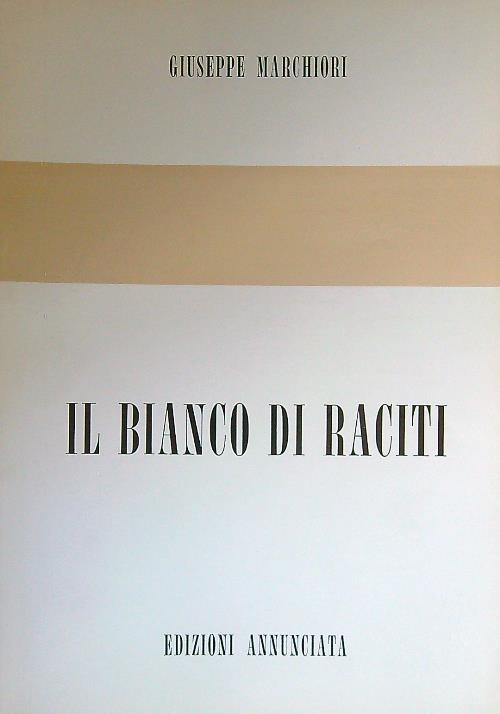 GIUSEPPE MARCHIORI
IL BIANCO DI RACITI
EDIZIONI ANNUNCIATA